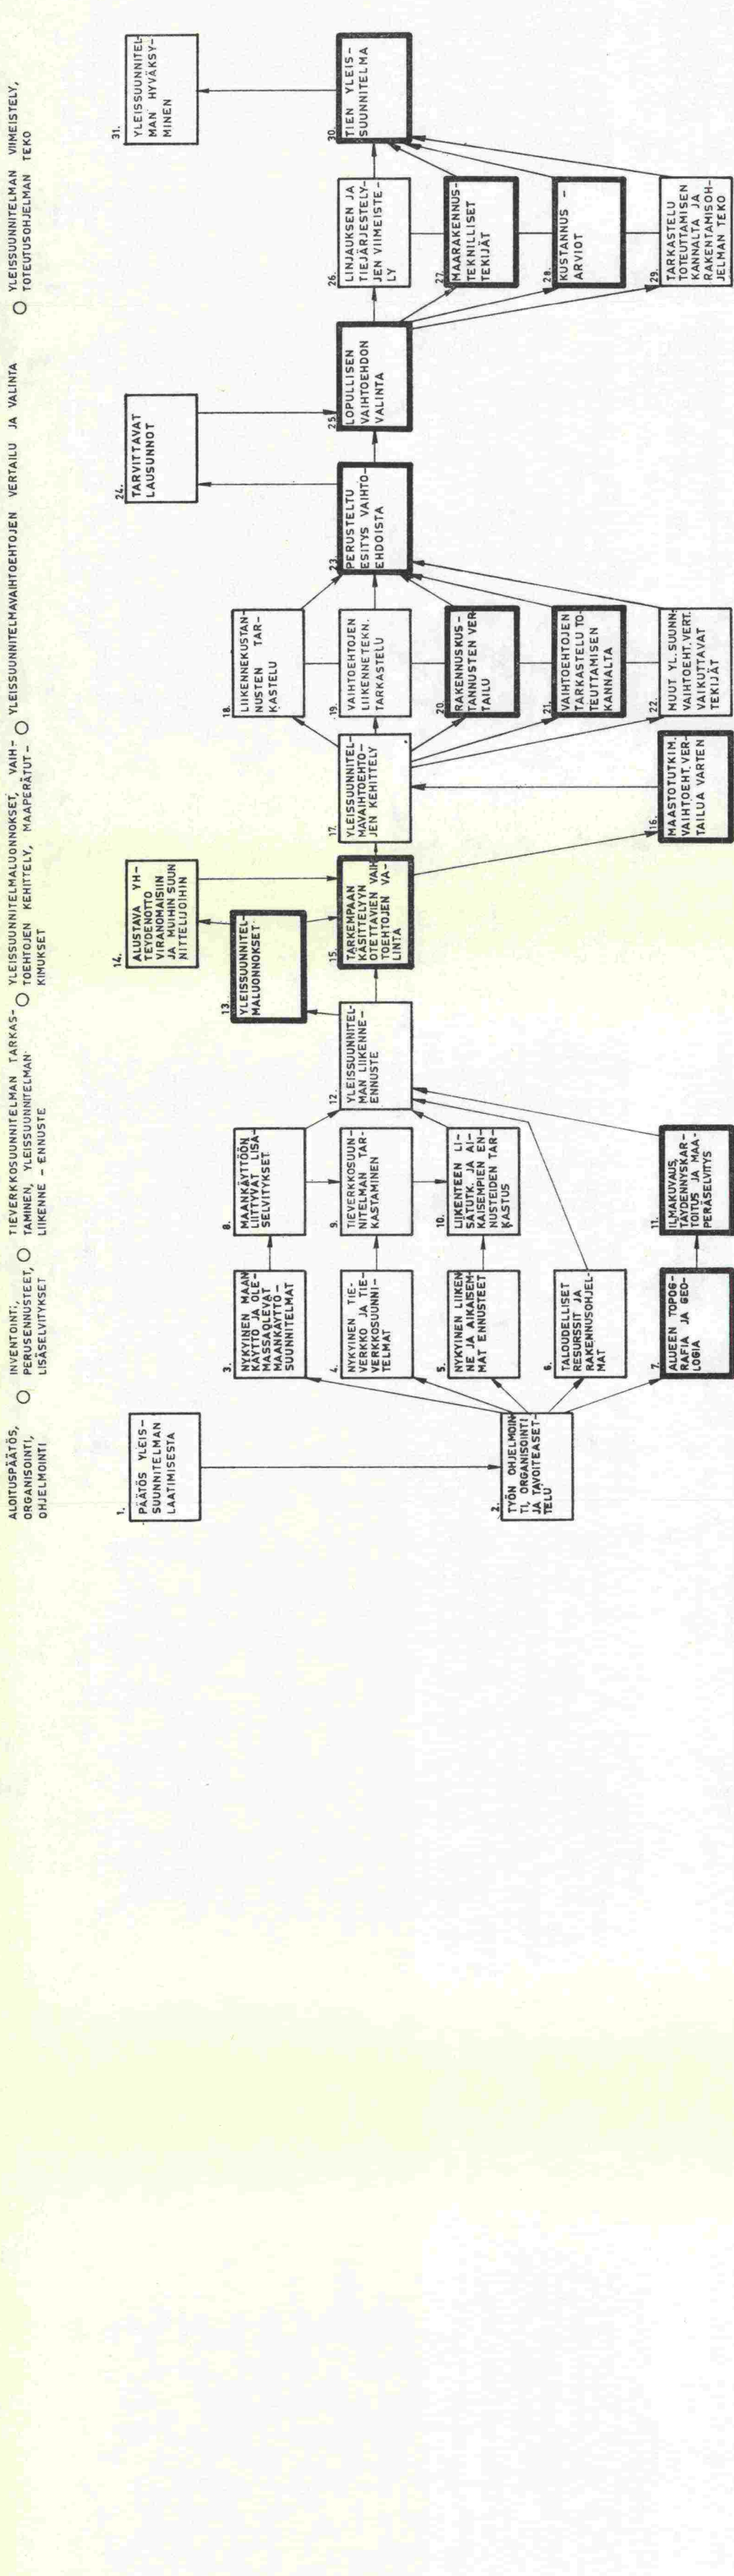 ALOITUSPÄÄTÖS,
ORGANISOINTI,
OHJELMOINTI
INVENTOINTI,
PERUSENNUSTEET,
LISÄSELVITYKSET
TIEVERKKOSUUNNITELMAN TARKAS-
TAMINEN, YLEISSUUNNITELMAN
LIIKENNE - ENNUSTE
YLEISSUUNNITELMALUONNOKSET, VAIH-
TOEHTOJEN KEHITTELY, MAAPERÄTUT-
KIMUKSET
YLEISSUUNNITELMAVAIHTOEHTOJEN VERTAILU JA VALINTA
YLEISSUUNNITELMAN VIIMEISTELY,
TOTEUTUSOHJELMAN TEKO
1.
PÄÄTÖS YLEIS-
SUUNNITELMAN
LAATIMISESTA
2.
TYÖN OHJELMOIN
TI, ORGANISOINTI
JA TAVOITEASET-
TELU
3.
NYKYINEN MAAN
KÄYTTÖ JA OLE-
MASSAOLEVAT
MAANKÄYTTÖ-
SUUNNITELMAT
4.
NYKYINEN TIE-
VERKKO JA TIE-
VERKKOSUUNNI-
TELMAT
5.
NYKYINEN LIIKEN
NE JA AIKAISEM-
MAT ENNUSTEET
6.
TALOUDELLISET
RESURSSIT JA
RAKENNUSOHJEL-
MAT
7.
ALUEEN TOPOG-
RAFIA JA GEO-
LOGIA
8.
MAANKÄYTTÖÖN
LIITTYVÄT LISÄ-
SELVITYKSET
9.
TIEVERKKOSUUN-
NITELMAN TAR-
KASTAMINEN
10.
LIIKENTEEN LI-
SÄTUTK. JA AI-
KAISEMPIEN EN-
NUSTEIDEN TAR-
KASTUS
11.
ILMAKUVAUS,
TÄYDENNYSKAR-
TOITUS JA MAA-
PERÄSELVITYS
12.
YLEISSUUNNITEL-
MAN LIIKENNE-
ENNUSTE
13.
YLEISSUUNNITEL-
MALUONNOKSET
14.
ALUSTAVA YH-
TEYDENOTTO
VIRANOMAISIIN
JA MUIHIN SUUN
NITTELIJOIHIN
15.
TARKEMPAAN
KÄSITTELYYN
OTETTAVIEN VAIH
TOEHTOJEN VA-
LINTA
16.
MAASTOTUTKIM.
VAIHTOEHT. VER-
TAILUA VARTEN
17.
YLEISSUUNNITEL-
MAVAIHTOEHTO-
JEN KEHITTELY
18.
LIIKENNEKUSTAN-
NUSTEN TAR-
KASTELU
19.
VAIHTOEHTOJEN
LIIKENNETEKN.
TARKASTELU
20.
RAKENNUSKUS-
TANNUSTEN VER
TAILU
21.
VAIHTOEHTOJEN
TARKASTELU TO-
TEUTTAMISEN
KANNALTA
22.
MUUT YL. SUUNN.
VAIHTOEHT. VERT.
VAIKUTTAVAT
TEKIJÄT
23.
PERUSTELTU
ESITYS VAIHTO-
EHDOISTA
24.
TARVITTAVAT
LAUSUNNOT
25.
LOPULLISEN
VAIHTOEHDON
VALINTA
26.
LINJAUKSEN JA
TIEJÄRJESTELY-
JEN VIIMEISTE-
LY
27.
MAARAKENNUS-
TEKNILLISET
TEKIJÄT
28.
KUSTANNUS -
ARVIOT
29.
TARKASTELU
TOTEUTTAMISEN
KANNALTA JA
RAKENTAMISOH-
JELMAN TEKO
30.
TIEN YLEIS-
SUUNNITELMA
31.
YLEISSUUNNITEL-
MAN HYVÄKSY-
MINEN